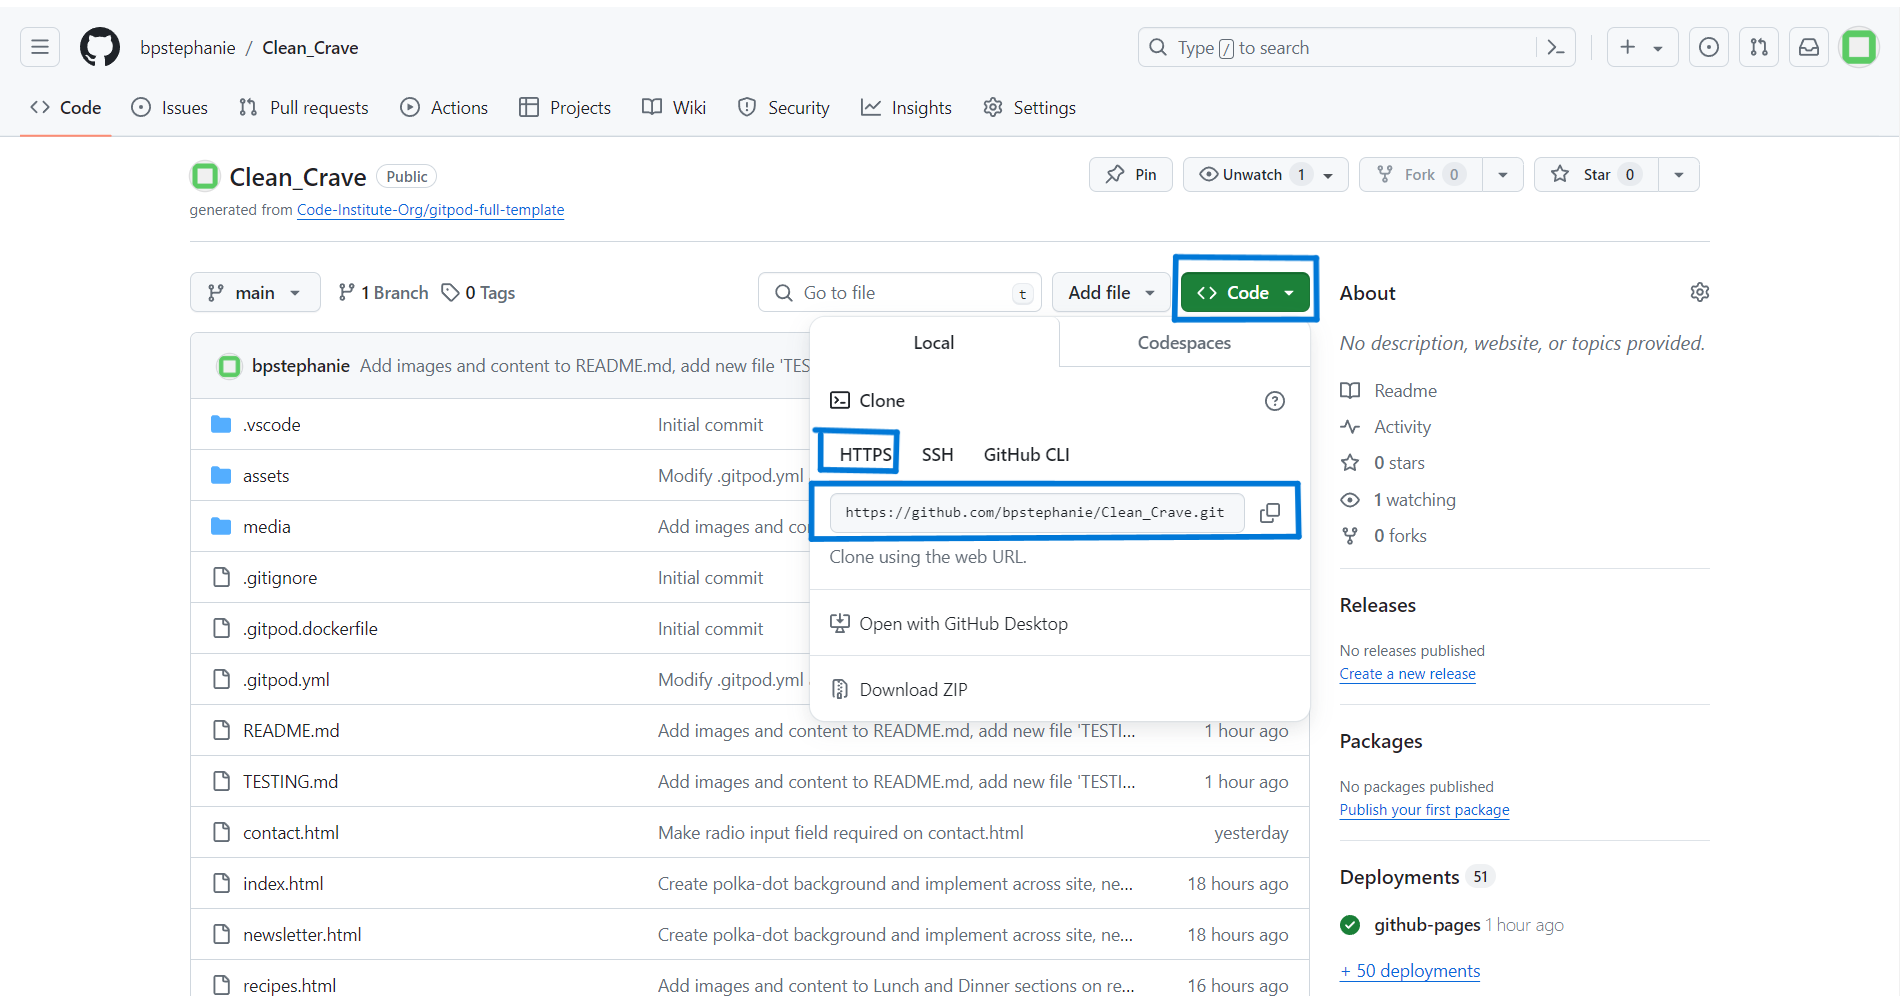 bpstephanie / Clean_Crave
Type / to search
Code Issues Pull requests Actions Projects Wiki Security Insights Settings
Clean_Crave Public
Pin Unwatch 1 Fork 0 Star 0
generated from Code-Institute-Org/gitpod-full-template
main 1 Branch 0 Tags
Go to file t
Add file
Code
Local Codespaces
Clone
HTTPS SSH GitHub CLI
https://github.com/bpstephanie/Clean_Crave.git
Clone using the web URL.
Open with GitHub Desktop
Download ZIP
bpstephanie Add images and content to README.md, add new file 'TES
.vscode Initial commit
assets Modify .gitpod.yml
media Add images and co
.gitignore Initial commit
.gitpod.dockerfile Initial commit
.gitpod.yml Modify .gitpod.yml
README.md Add images and content to README.md, add new file 'TESTI... 1 hour ago
TESTING.md Add images and content to README.md, add new file 'TESTI... 1 hour ago
contact.html Make radio input field required on contact.html yesterday
index.html Create polka-dot background and implement across site, ne... 18 hours ago
newsletter.html Create polka-dot background and implement across site, ne... 18 hours ago
recipes.html Add images and content to Lunch and Dinner sections on re... 16 hours ago
About
No description, website, or topics provided.
Readme
Activity
0 stars
1 watching
0 forks
Releases
No releases published
Create a new release
Packages
No packages published
Publish your first package
Deployments 51
github-pages 1 hour ago
+ 50 deployments